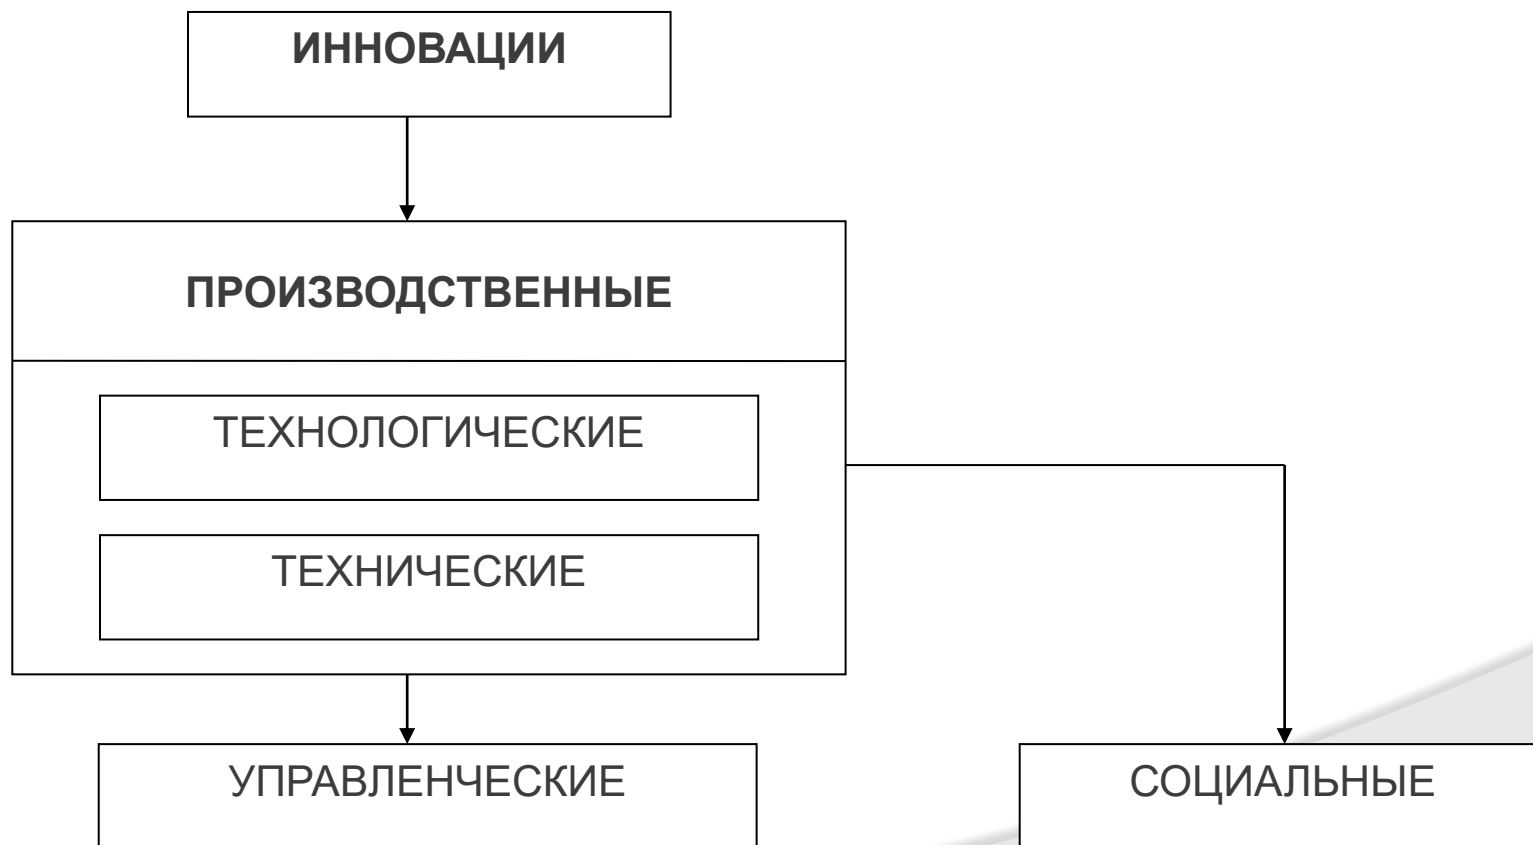 ИННОВАЦИИ
ПРОИЗВОДСТВЕННЫЕ
ТЕХНОЛОГИЧЕСКИЕ
ТЕХНИЧЕСКИЕ
УПРАВЛЕНЧЕСКИЕ
СОЦИАЛЬНЫЕ